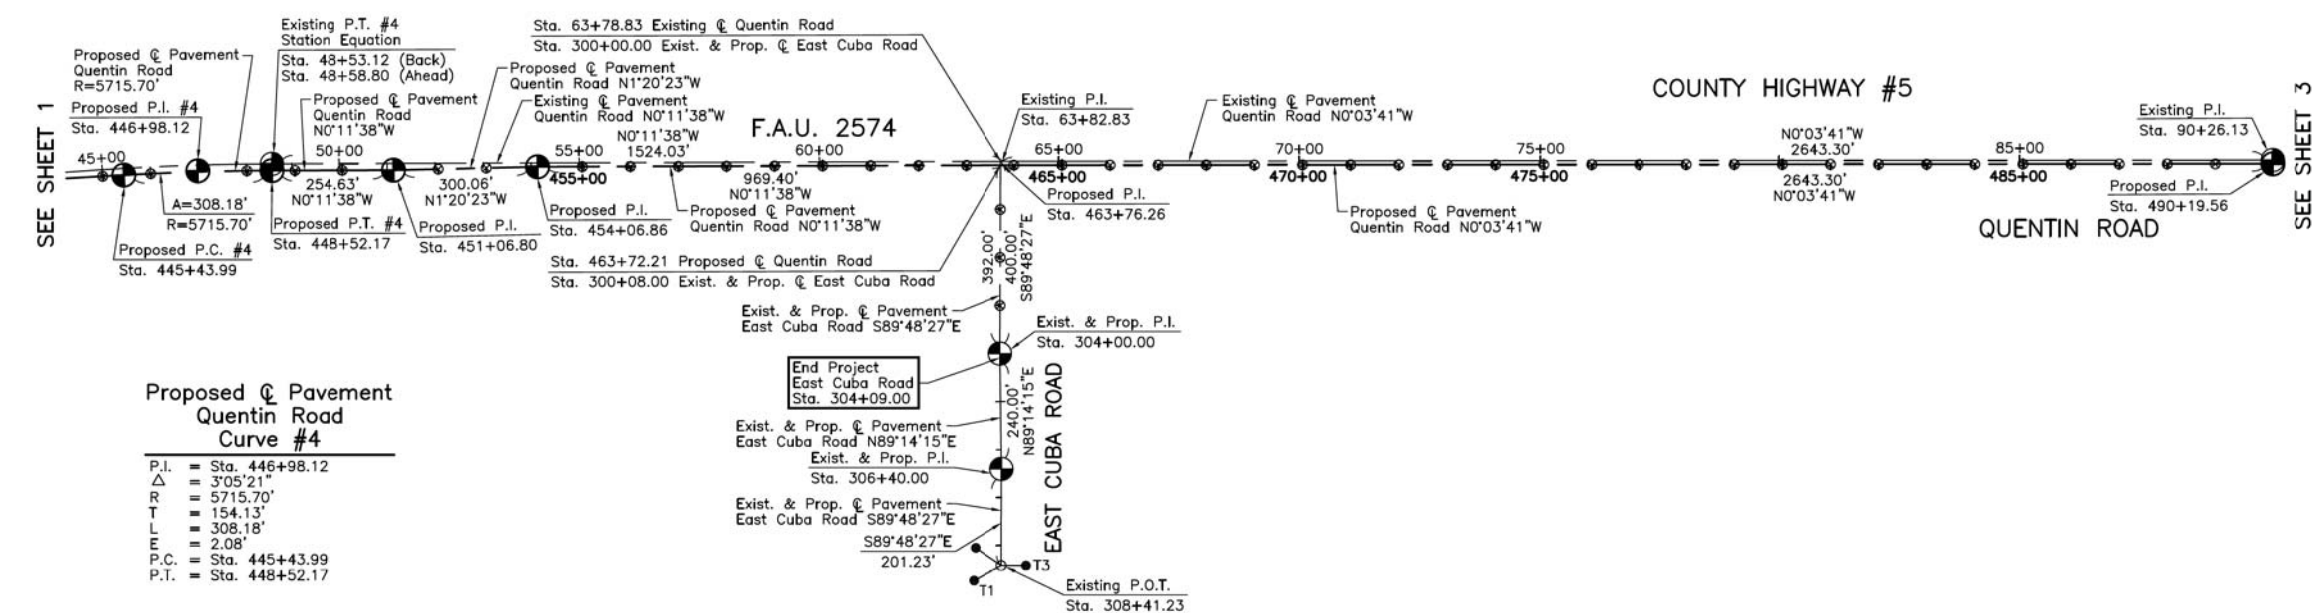 SEE SHEET 1
Proposed ℄ Pavement
Quentin Road
R=5715.70'
Proposed P.I. #4
Sta. 446+98.12
45+00
Existing P.T. #4
Station Equation
Sta. 48+53.12 (Back)
Sta. 48+58.80 (Ahead)
Proposed ℄ Pavement
Quentin Road
N0°11'38"W
50+00
Proposed ℄ Pavement
Quentin Road N1°20'23"W
Existing ℄ Pavement
Quentin Road N0°11'38"W
N0°11'38"W
1524.03'
55+00
455+00
Sta. 63+78.83 Existing ℄ Quentin Road
Sta. 300+00.00 Exist. & Prop. ℄ East Cuba Road
F.A.U. 2574
60+00
Existing P.I.
Sta. 63+82.83
65+00
465+00
Existing ℄ Pavement
Quentin Road N0°03'41"W
70+00
470+00
COUNTY HIGHWAY #5
75+00
475+00
N0°03'41"W
2643.30'
2643.30'
N0°03'41"W
85+00
485+00
Existing P.I.
Sta. 90+26.13
SEE SHEET 3
A=308.18'
R=5715.70'
Proposed P.C. #4
Sta. 445+43.99
254.63'
N0°11'38"W
Proposed P.T. #4
Sta. 448+52.17
300.06'
N1°20'23"W
Proposed P.I.
Sta. 451+06.80
Proposed P.I.
Sta. 454+06.86
969.40'
N0°11'38"W
Proposed ℄ Pavement
Quentin Road N0°11'38"W
Proposed P.I.
Sta. 463+76.26
Proposed ℄ Pavement
Quentin Road N0°03'41"W
Proposed P.I.
Sta. 490+19.56
QUENTIN ROAD
Sta. 463+72.21 Proposed ℄ Quentin Road
Sta. 300+08.00 Exist. & Prop. ℄ East Cuba Road
392.00'
400.00'
S89°48'27"E
Exist. & Prop. ℄ Pavement
East Cuba Road S89°48'27"E
Exist. & Prop. P.I.
Sta. 304+00.00
End Project
East Cuba Road
Sta. 304+09.00
240.00'
N89°14'15"E
EAST CUBA ROAD
Exist. & Prop. ℄ Pavement
East Cuba Road N89°14'15"E
Exist. & Prop. P.I.
Sta. 306+40.00
Exist. & Prop. ℄ Pavement
East Cuba Road S89°48'27"E
S89°48'27"E
201.23'
T3
T1
Existing P.O.T.
Sta. 308+41.23
Proposed ℄ Pavement
Quentin Road
Curve #4
P.I. = Sta. 446+98.12
△ = 3°05'21"
R = 5715.70'
T = 154.13'
L = 308.18'
E = 2.08'
P.C. = Sta. 445+43.99
P.T. = Sta. 448+52.17